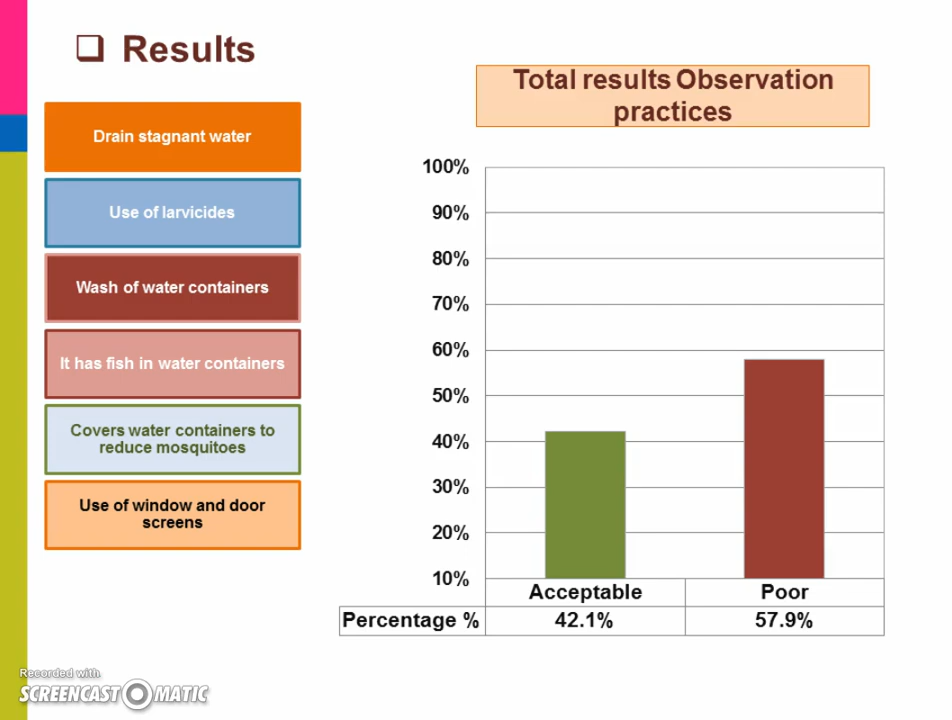 Results
Drain stagnant water
Use of larvicides
Wash of water containers
It has fish in water containers
Covers water containers to
reduce mosquitoes
Use of window and door
screens
Total results Observation
practices
100%
90%
80%
70%
60%
50%
40%
30%
20%
10%
Acceptable Poor
Percentage % 42.1% 57.9%
Recorded with
SCREENCAST MATIC